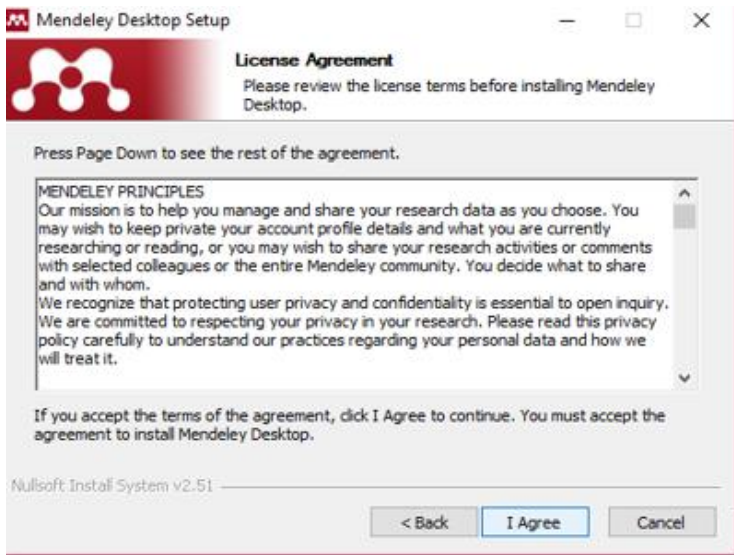 Mendeley Desktop Setup
License Agreement
Please review the license terms before installing Mendeley
Desktop.
Press Page Down to see the rest of the agreement.
MENDELEY PRINCIPLES
Our mission is to help you manage and share your research data as you choose. You
may wish to keep private your account profile details and what you are currently
researching or reading, or you may wish to share your research activities or comments
with selected colleagues or the entire Mendeley community. You decide what to share
and with whom.
We recognize that protecting user privacy and confidentiality is essential to open inquiry.
We are committed to respecting your privacy in your research. Please read this privacy
policy carefully to understand our practices regarding your personal data and how we
will treat it.
If you accept the terms of the agreement, click I Agree to continue. You must accept the
agreement to install Mendeley Desktop.
Nullsoft Install System v2.51
< Back I Agree Cancel